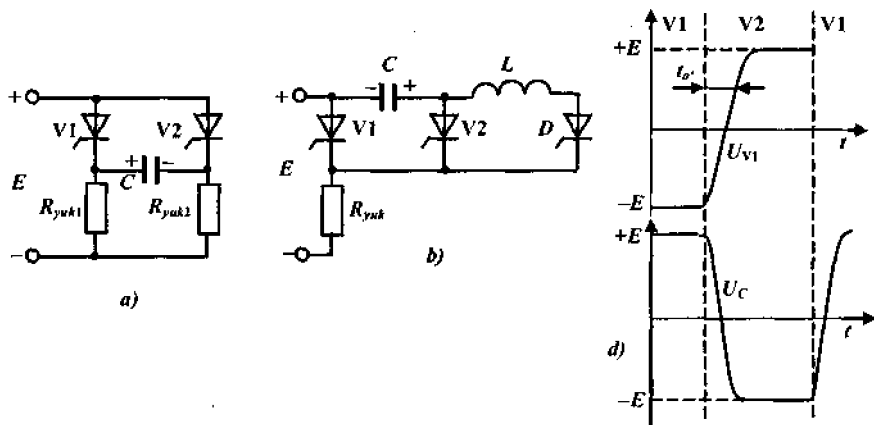 V1 V2 V1
+E
t_o'
U_V1
t
−E
+E
U_C
t
d)
−E
C
L
− +
+
V1 V2
+ −
C
E
R_yuk1
R_yuk2
−
a)
+
V1
V2
D
E
R_yuk
−
b)